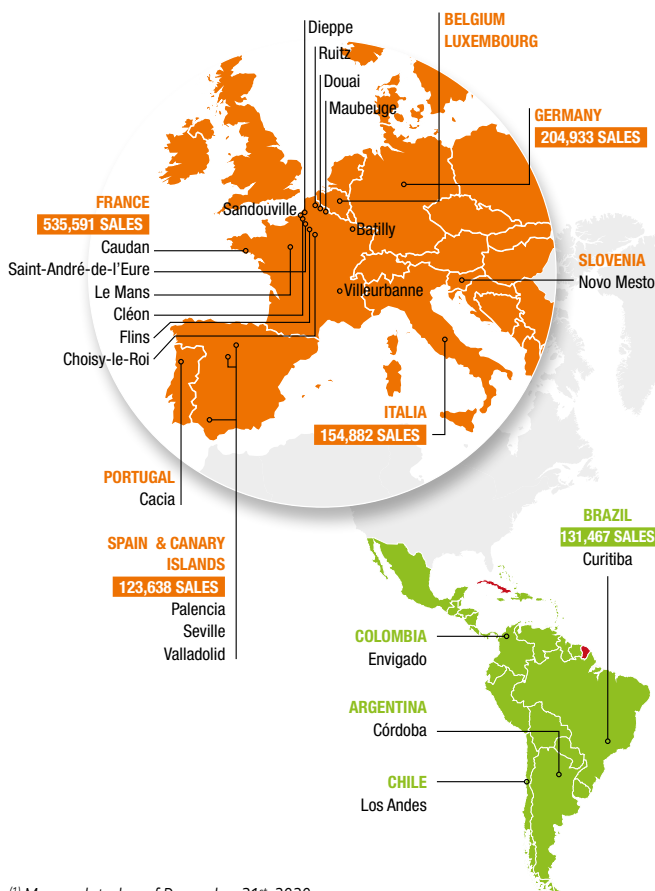 Dieppe
Ruitz
Douai
Maubeuge
BELGIUM
LUXEMBOURG
GERMANY
204,933 SALES
FRANCE
535,591 SALES
Sandouville
Caudan
Batilly
Saint-André-de-l'Eure
Le Mans
Cléon
Flins
Choisy-le-Roi
Villeurbanne
SLOVENIA
Novo Mesto
ITALIA
154,882 SALES
PORTUGAL
Cacia
SPAIN & CANARY
ISLANDS
123,638 SALES
Palencia
Seville
Valladolid
BRAZIL
131,467 SALES
Curitiba
COLOMBIA
Envigado
ARGENTINA
Córdoba
CHILE
Los Andes